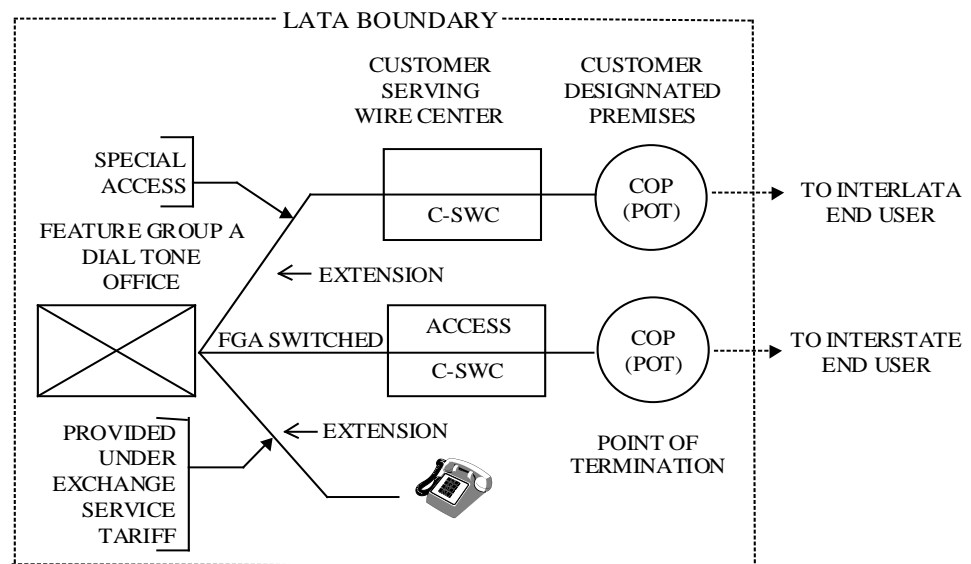 LATA BOUNDARY
CUSTOMER
SERVING
WIRE CENTER
CUSTOMER
DESIGNNATED
PREMISES
SPECIAL
ACCESS
COP
(POT)
C-SWC
TO INTERLATA
END USER
FEATURE GROUP A
DIAL TONE
OFFICE
EXTENSION
FGA SWITCHED
ACCESS
C-SWC
COP
(POT)
TO INTERSTATE
END USER
PROVIDED
UNDER
EXCHANGE
SERVICE
TARIFF
EXTENSION
POINT OF
TERMINATION